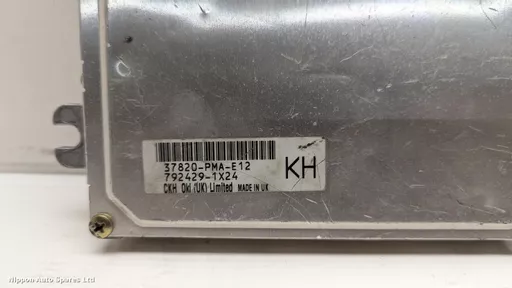 37820-PMA-E12
792429-1X24
CKH Oki (UK) Limited MADE IN UK
KH
Nippon Auto Spares Ltd